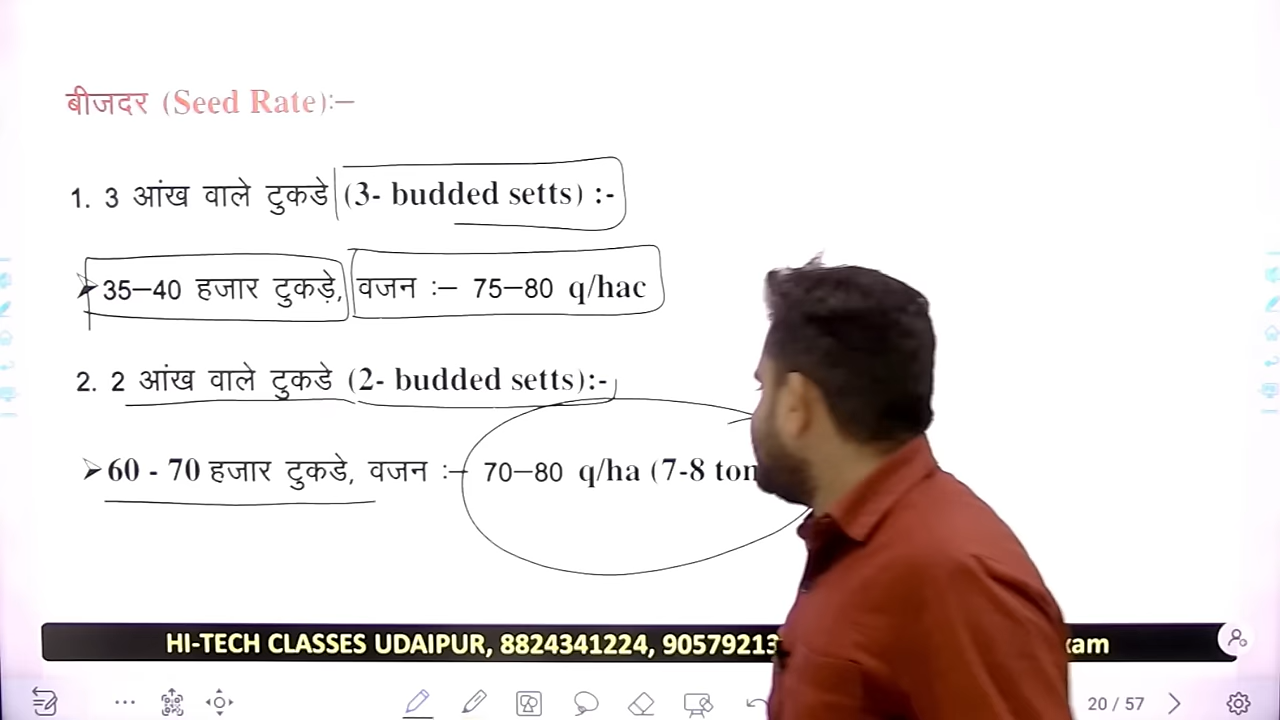 बीजदर (Seed Rate):–
1. 3 आंख वाले टुकडे (3- budded setts) :-
➢35–40 हजार टुकड़े, वजन :– 75–80 q/hac
2. 2 आंख वाले टुकडे (2- budded setts):-
➢60 - 70 हजार टुकडे, वजन :– 70–80 q/ha (7-8
HI-TECH CLASSES UDAIPUR, 8824341224,
20 / 57